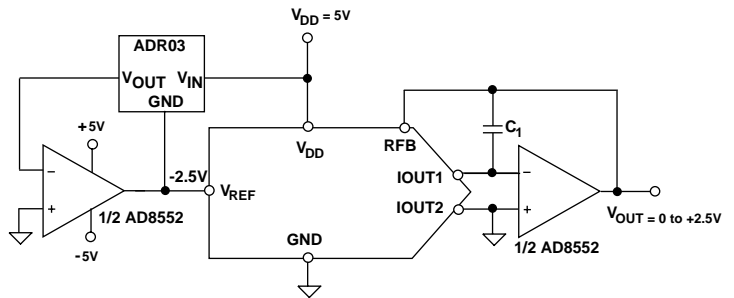 VDD = 5V
ADR03
VOUT VIN
GND
+5V
-2.5V
VDD
RFB
C1
−
+
VREF
IOUT1
IOUT2
−
+
1/2 AD8552
-5V
GND
VOUT = 0 to +2.5V
1/2 AD8552